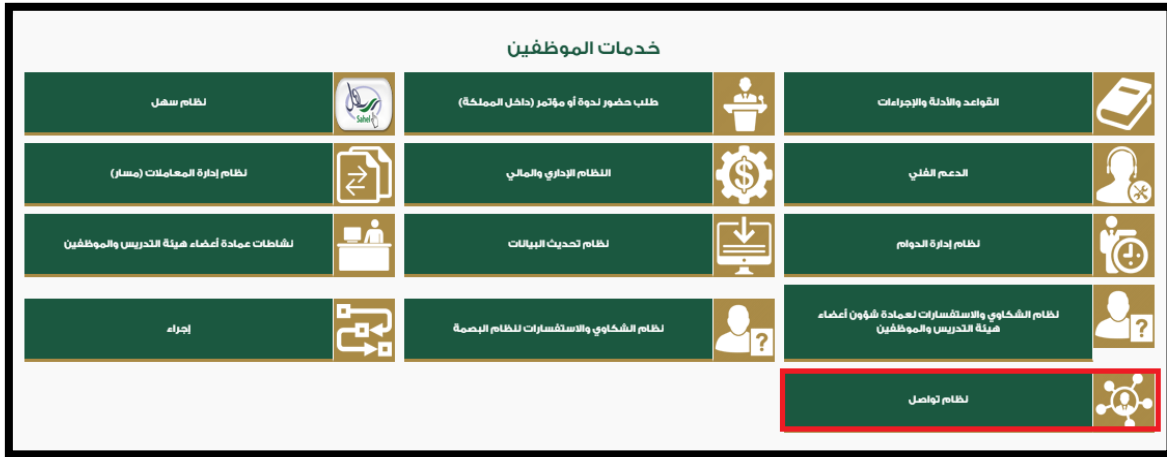 خدمات الموظفين
القواعد والأدلة والإجراءات
طلب حضور ندوة أو مؤتمر (داخل المملكة)
نظام سهل
سهل
Sahel
الدعم الفني
النظام الإداري والمالي
نظام إدارة المعاملات (مسار)
نظام إدارة الدوام
نظام تحديث البيانات
نشاطات عمادة أعضاء هيئة التدريس والموظفين
نظام الشكاوي والاستفسارات لعمادة شؤون أعضاء
هيئة التدريس والموظفين
?
نظام الشكاوي والاستفسارات لنظام البصمة
?
إجراء
نظام تواصل